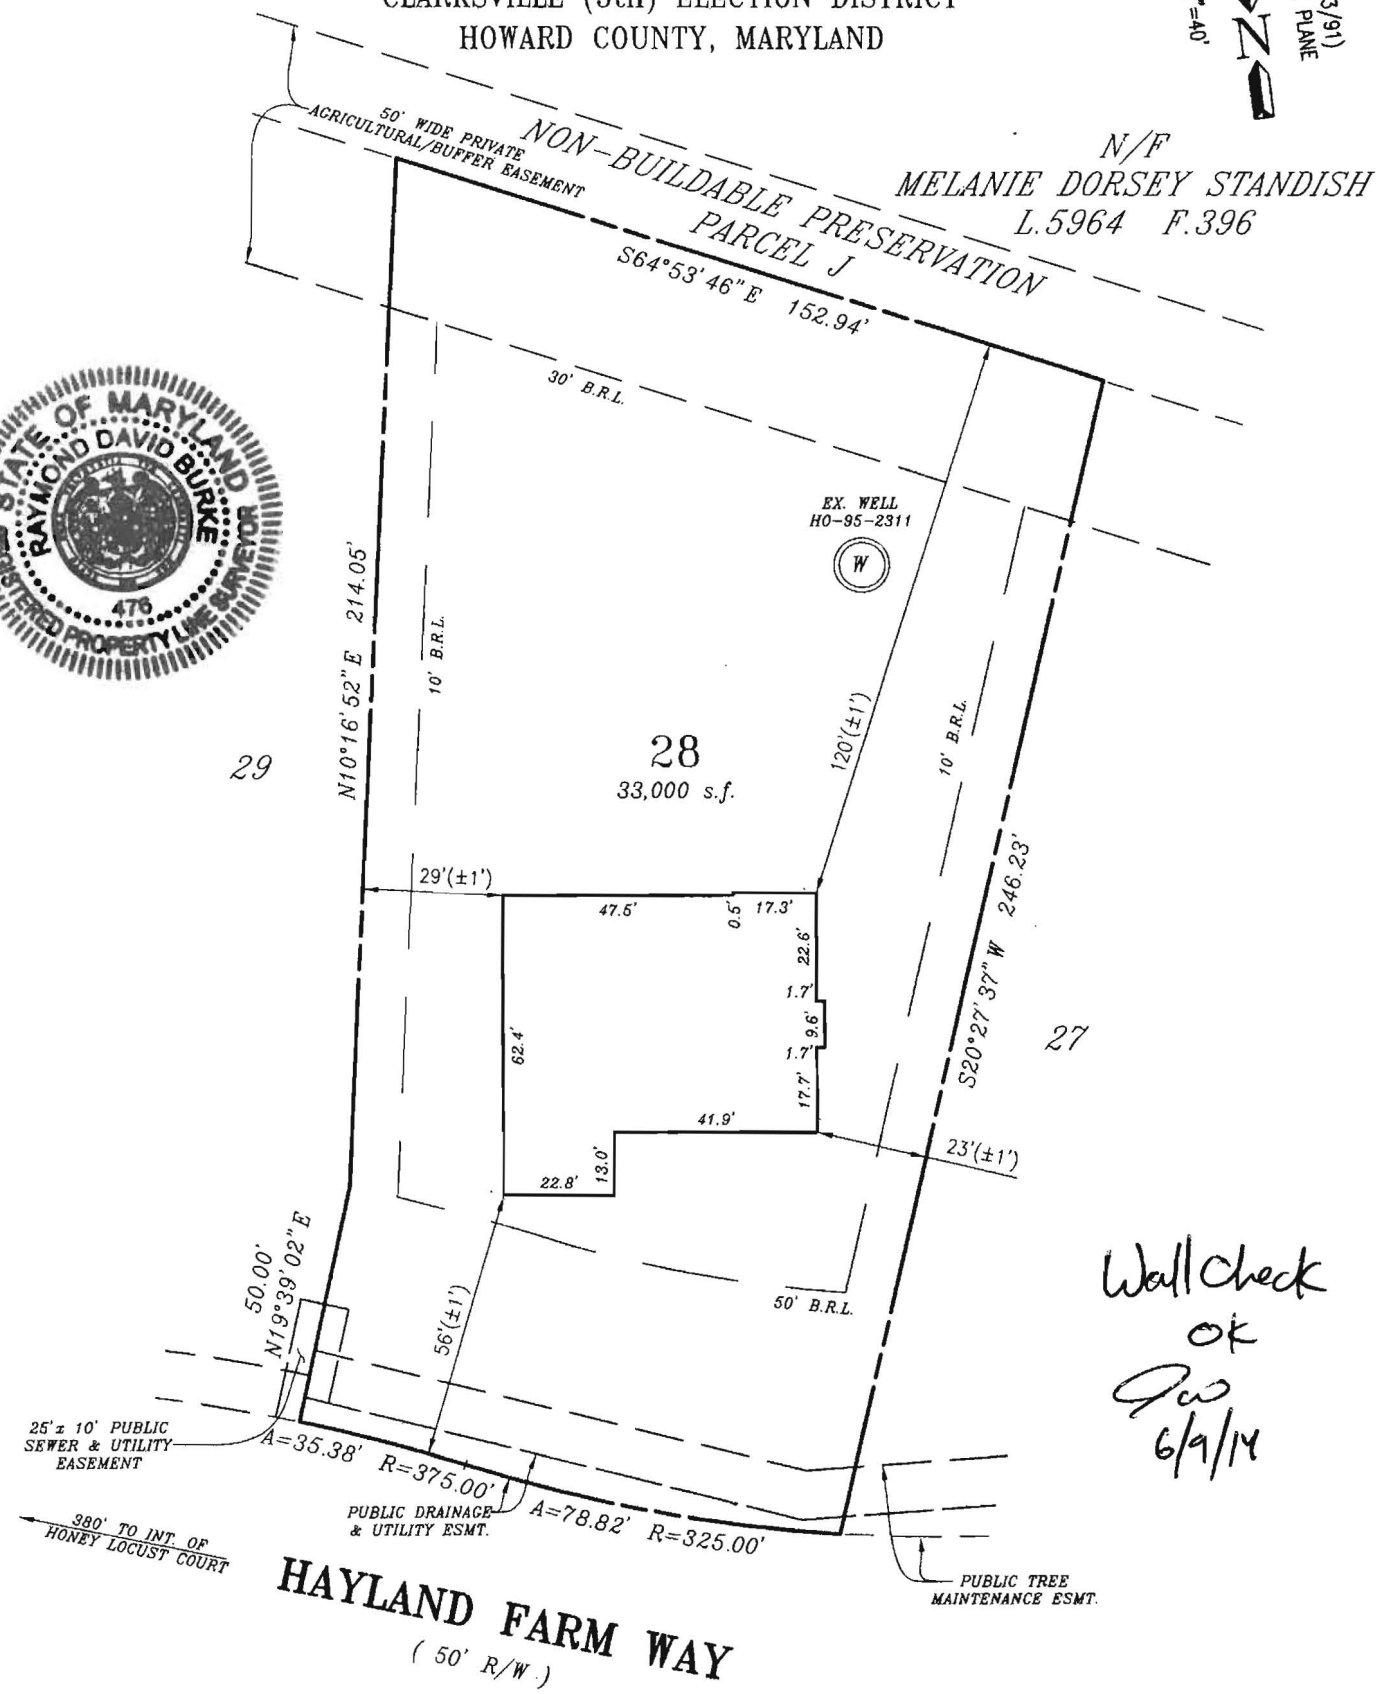 CLARKSVILLE (5th) ELECTION DISTRICT
HOWARD COUNTY, MARYLAND
3/91)
PLANE
"=40'
N
50' WIDE PRIVATE
AGRICULTURAL/BUFFER EASEMENT
NON-BUILDABLE PRESERVATION
PARCEL J
N/F
MELANIE DORSEY STANDISH
L.5964 F.396
S64°53'46"E 152.94'
30' B.R.L.
STATE OF MARYLAND
RAYMOND DAVID BURKE
476
REGISTERED PROPERTY LINE SURVEYOR
EX. WELL
HO-95-2311
W
N10°16'52"E 214.05'
10' B.R.L.
120'(±1')
10' B.R.L.
28
33,000 s.f.
29
29'(±1')
47.5'
0.5'
17.3'
22.6'
1.7'
9.6'
1.7'
17.7'
62.4'
41.9'
13.0'
22.8'
S20°27'37"W 246.23'
27
23'(±1')
50.00'
N19°39'02"E
56'(±1')
50' B.R.L.
Wall Check
OK
6/9/14
25'x 10' PUBLIC
SEWER & UTILITY
EASEMENT
A=35.38' R=375.00'
PUBLIC DRAINAGE
& UTILITY ESMT.
A=78.82' R=325.00'
380' TO INT. OF
HONEY LOCUST COURT
PUBLIC TREE
MAINTENANCE ESMT.
HAYLAND FARM WAY
( 50' R/W )